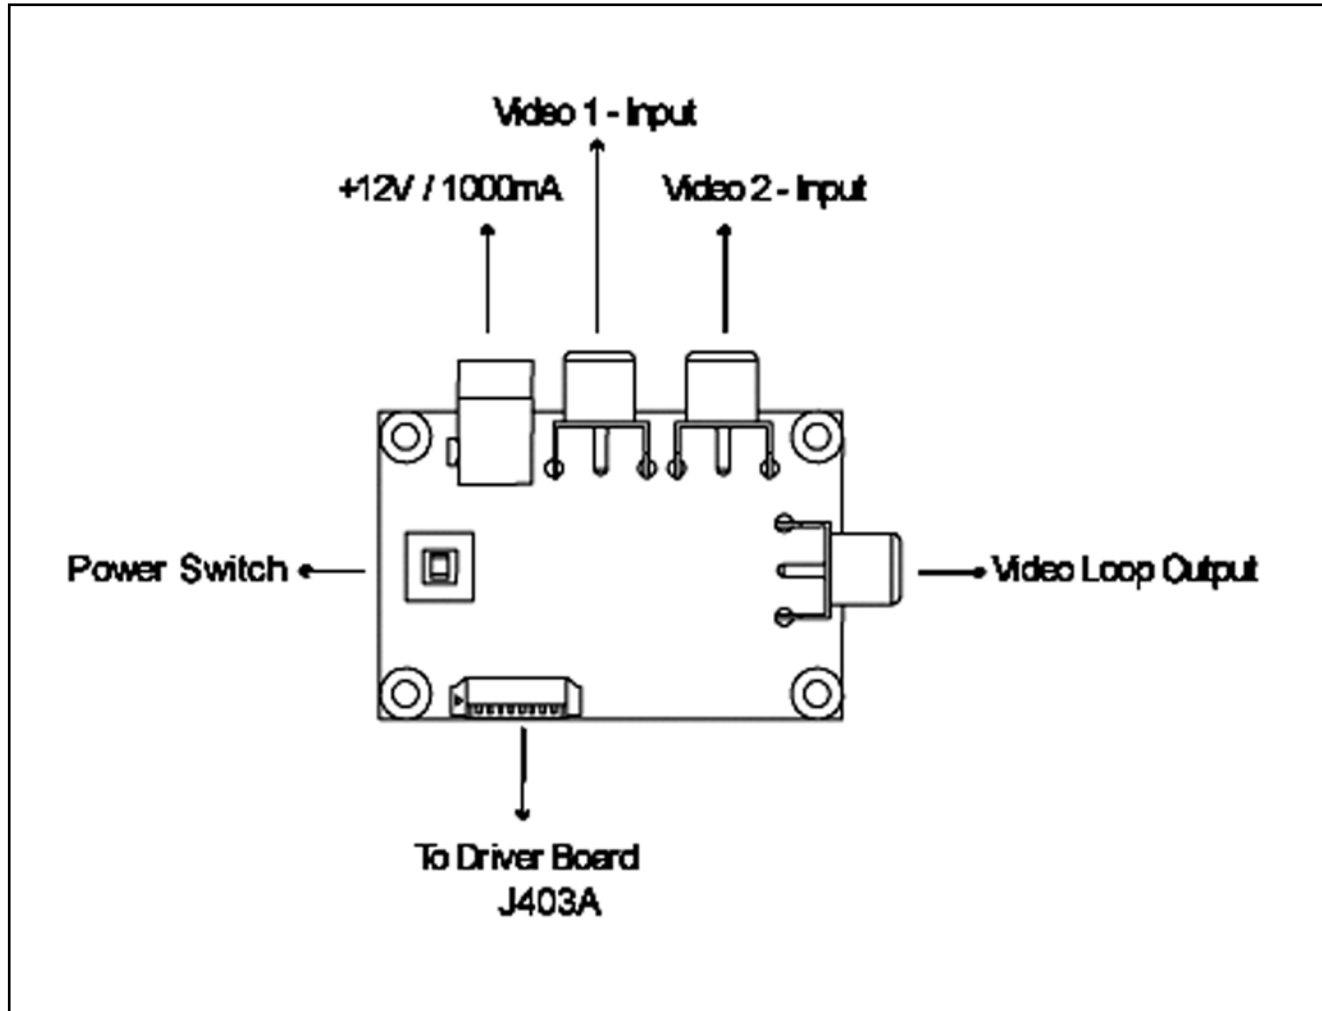 Video 1 - Input
+12V / 1000mA
Video 2 - Input
Power Switch
Video Loop Output
To Driver Board
J403A